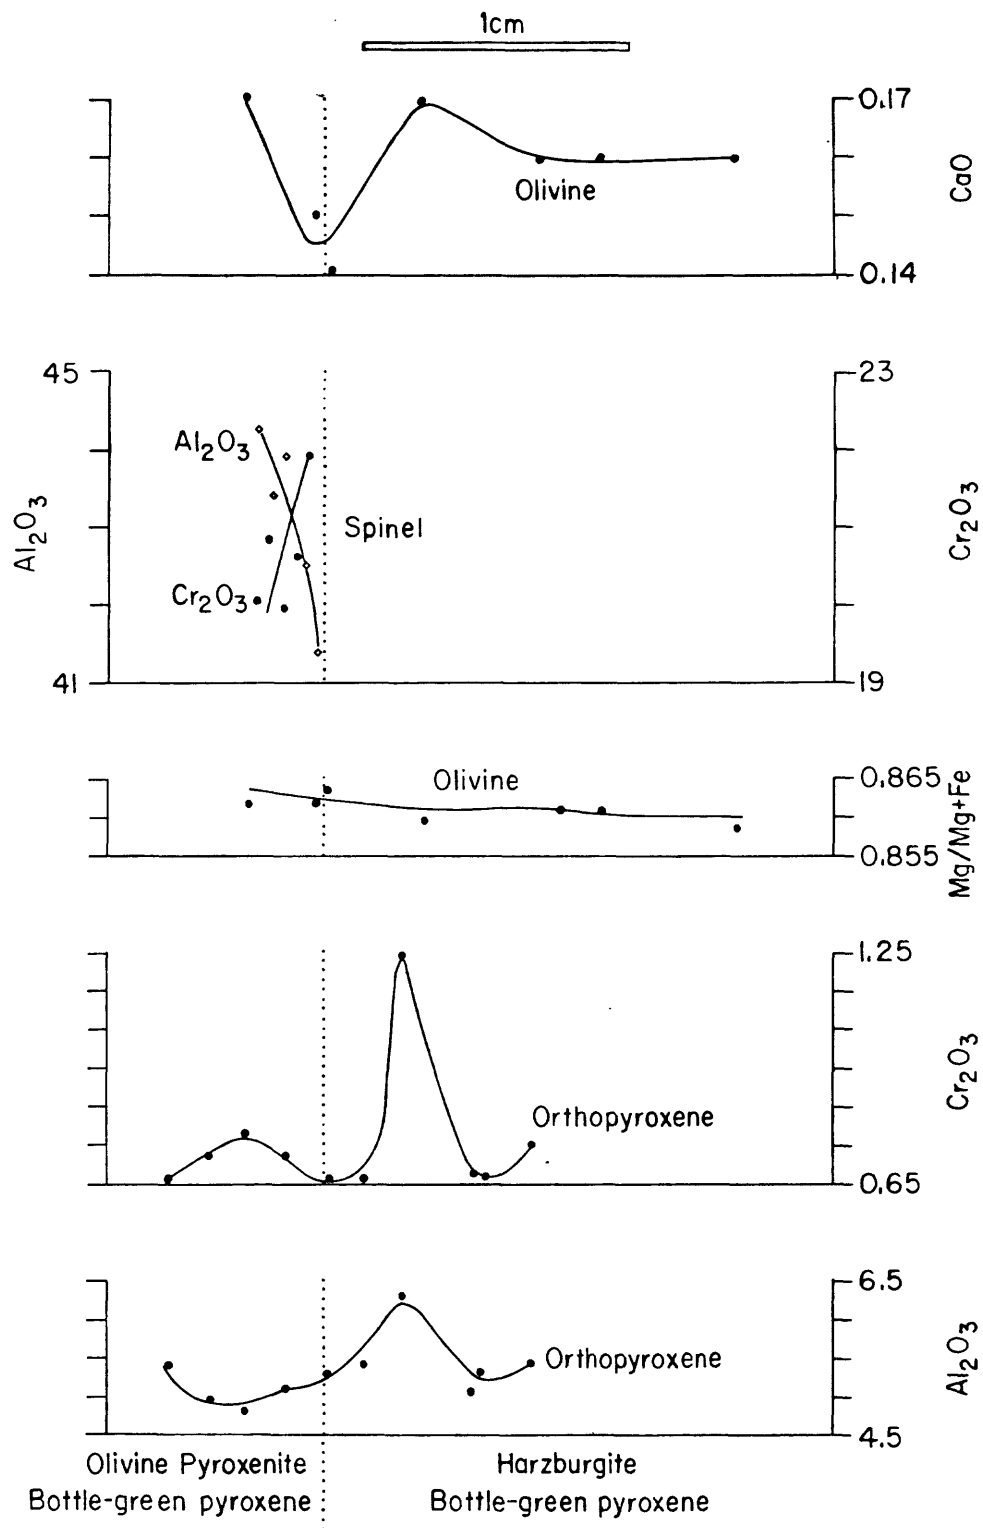 1cm
0.17
CaO
Olivine
0.14
45
23
Al2O3
Al2O3
Spinel
Cr2O3
Cr2O3
41
19
Olivine
0.865
Mg/Mg+Fe
0.855
1.25
Cr2O3
Orthopyroxene
0.65
6.5
Orthopyroxene
Al2O3
4.5
Olivine Pyroxenite
Harzburgite
Bottle-green pyroxene
Bottle-green pyroxene